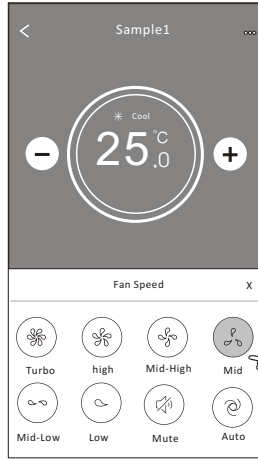 Sample1
Cool
25.0°C
Fan Speed X
Turbo high Mid-High Mid
Mid-Low Low Mute Auto